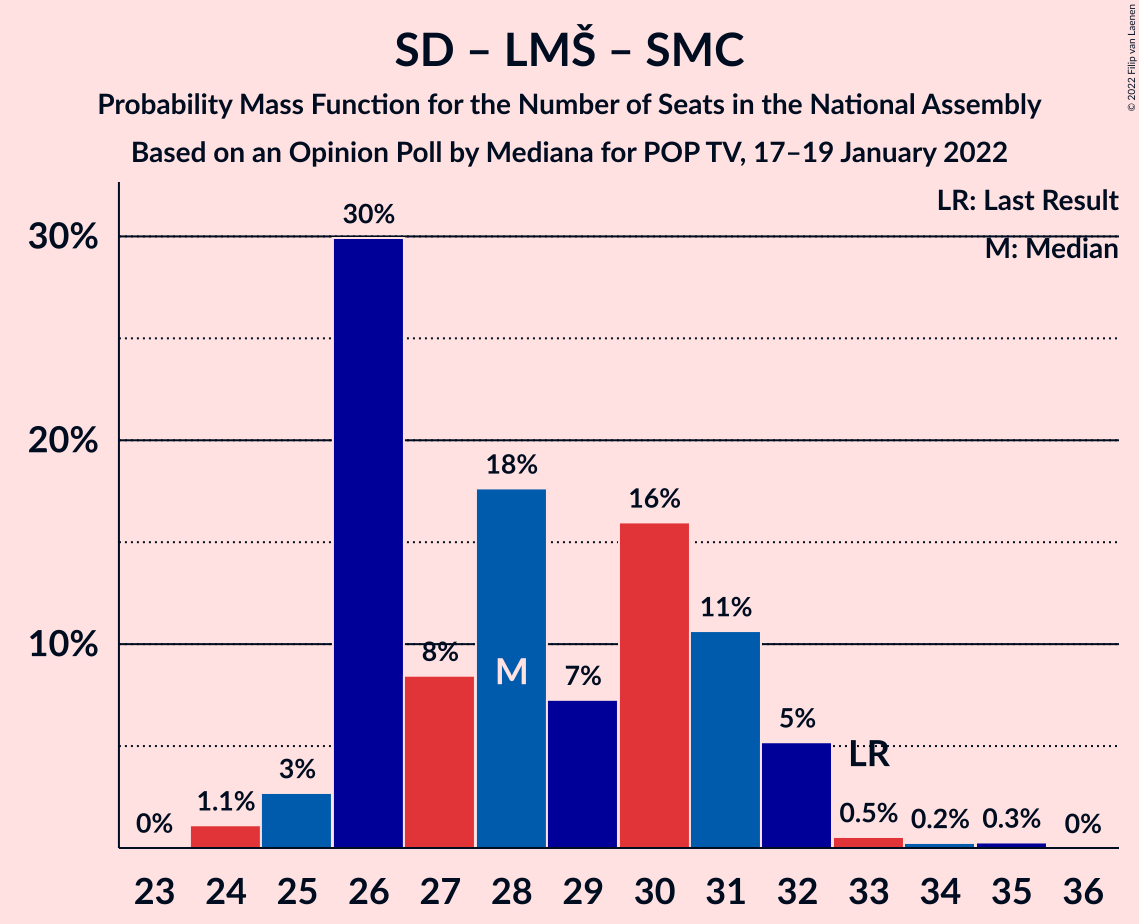 SD – LMŠ – SMC
Probability Mass Function for the Number of Seats in the National Assembly
Based on an Opinion Poll by Mediana for POP TV, 17–19 January 2022
© 2022 Filip van Laenen
LR: Last Result
M: Median
30%
20%
10%
0%
1.1%
3%
30%
8%
18%
7%
16%
11%
5%
0.5%
0.2%
0.3%
0%
M
LR
23 24 25 26 27 28 29 30 31 32 33 34 35 36